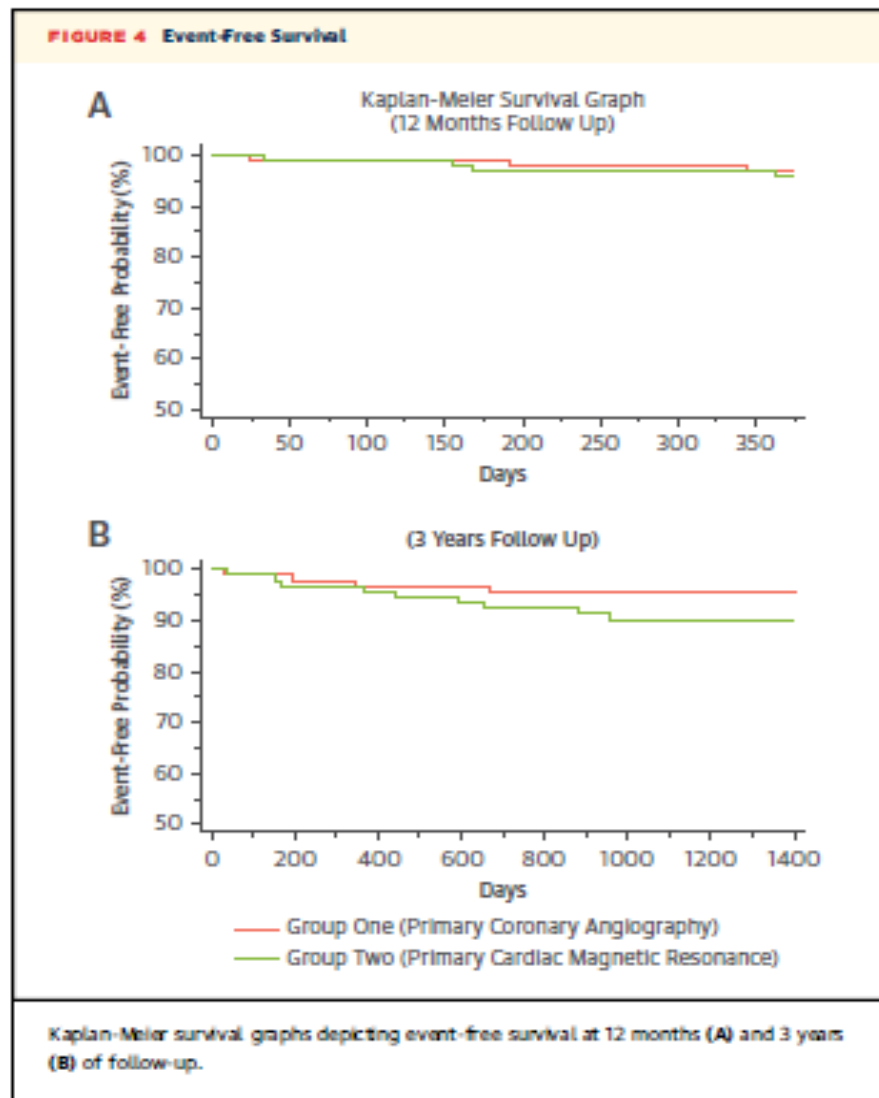 FIGURE 4 Event-Free Survival
A
Kaplan-Meier Survival Graph
(12 Months Follow Up)
Event-Free Probability (%)
100
90
80
70
60
50
0 50 100 150 200 250 300 350
Days
B
(3 Years Follow Up)
Event-Free Probability (%)
100
90
80
70
60
50
0 200 400 600 800 1000 1200 1400
Days
Group One (Primary Coronary Angiography)
Group Two (Primary Cardiac Magnetic Resonance)
Kaplan-Meier survival graphs depicting event-free survival at 12 months (A) and 3 years
(B) of follow-up.